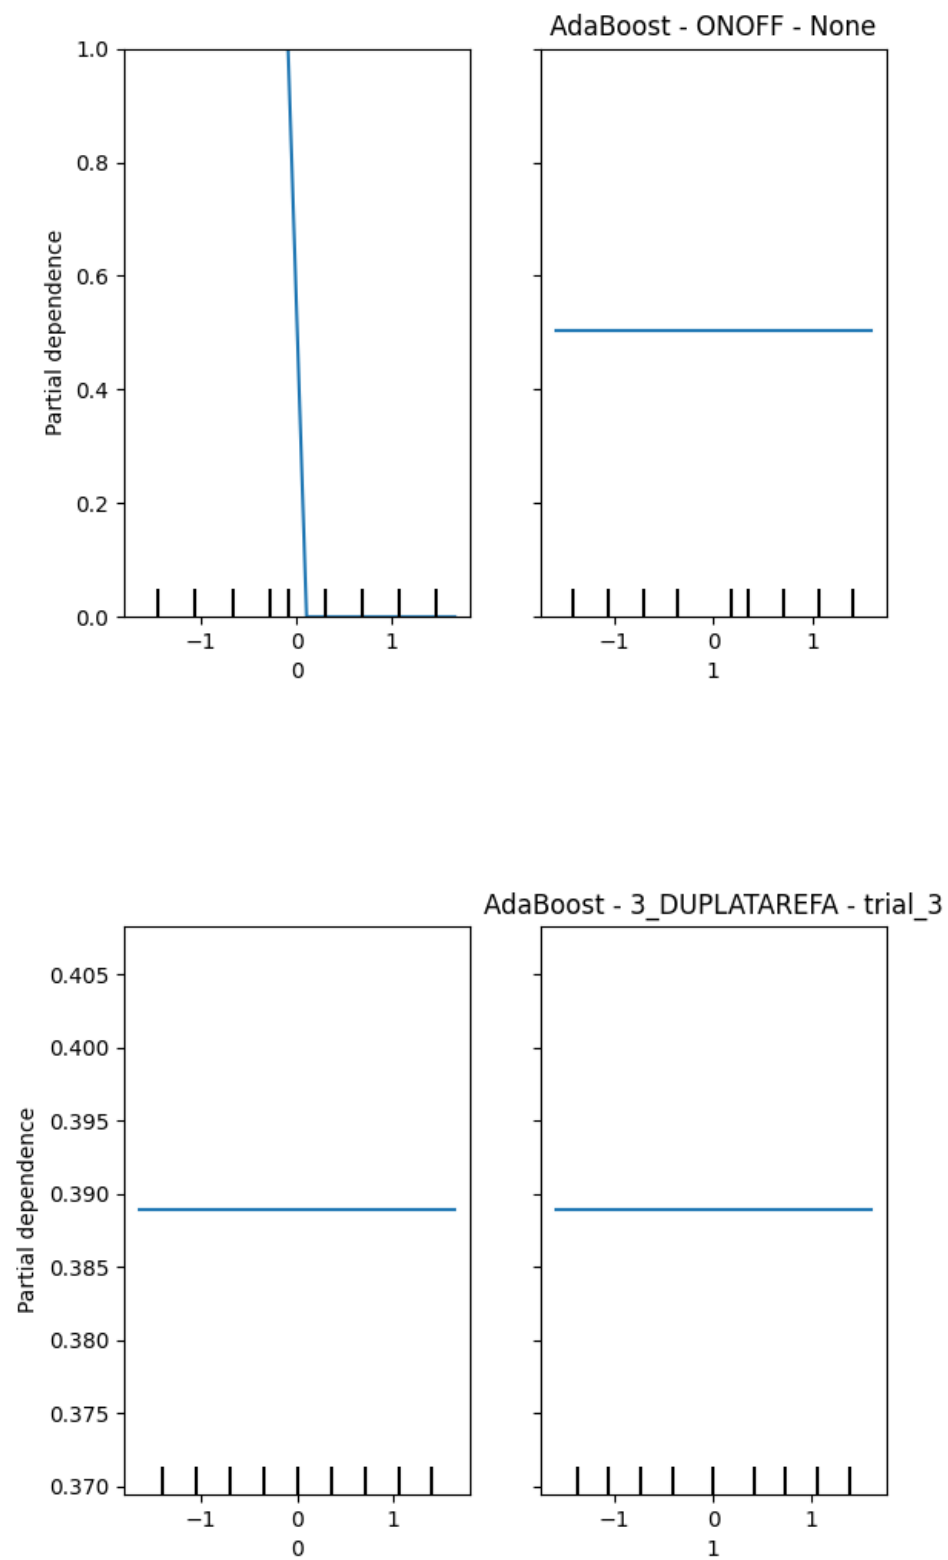 AdaBoost - ONOFF - None
1.0
0.8
0.6
0.4
0.2
0.0
Partial dependence
−1 0 1
0
−1 0 1
1
AdaBoost - 3_DUPLATAREFA - trial_3
0.405
0.400
0.395
0.390
0.385
0.380
0.375
0.370
Partial dependence
−1 0 1
0
−1 0 1
1